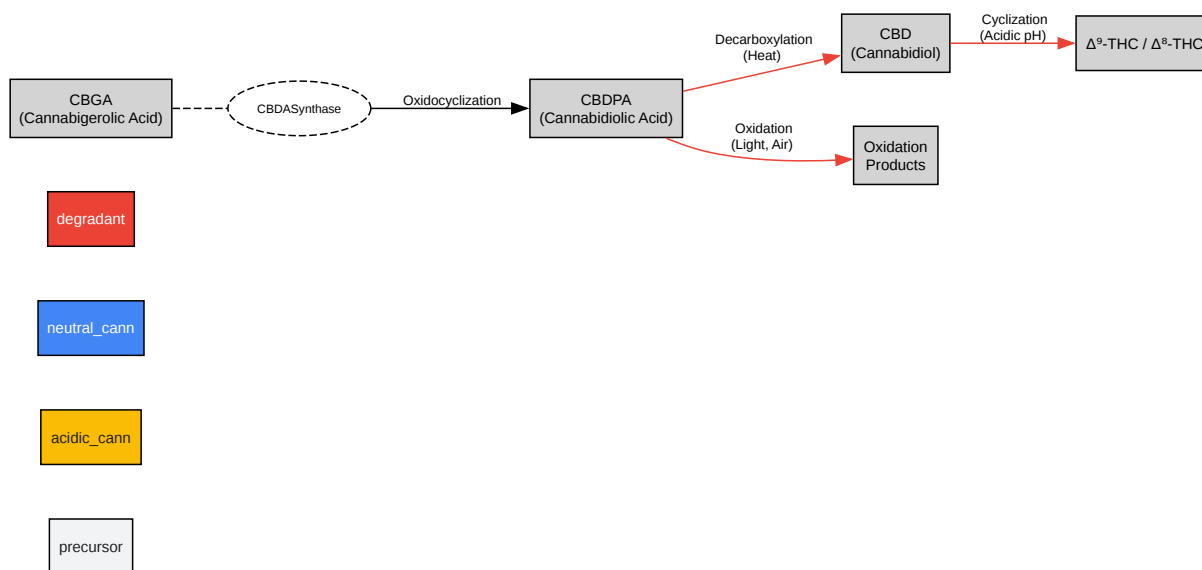 CBGA
(Cannabigerolic Acid)
CBDASynthase
Oxidocyclization
CBDPA
(Cannabidiolic Acid)
Decarboxylation
(Heat)
CBD
(Cannabidiol)
Cyclization
(Acidic pH)
Δ⁹-THC / Δ⁸-THC
Oxidation
(Light, Air)
Oxidation
Products
degradant
neutral_cann
acidic_cann
precursor